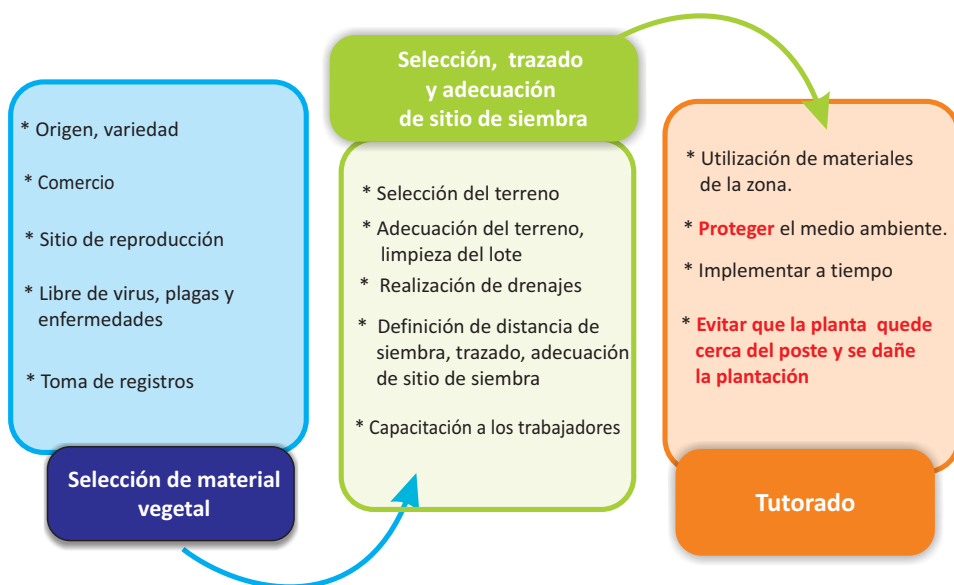 * Origen, variedad
* Comercio
* Sitio de reproducción
* Libre de virus, plagas y
enfermedades
* Toma de registros
Selección de material
vegetal
Selección, trazado
y adecuación
de sitio de siembra
* Selección del terreno
* Adecuación del terreno,
limpieza del lote
* Realización de drenajes
* Definición de distancia de
siembra, trazado, adecuación
de sitio de siembra
* Capacitación a los trabajadores
* Utilización de materiales
de la zona.
* Proteger el medio ambiente.
* Implementar a tiempo
* Evitar que la planta quede
cerca del poste y se dañe
la plantación
Tutorado